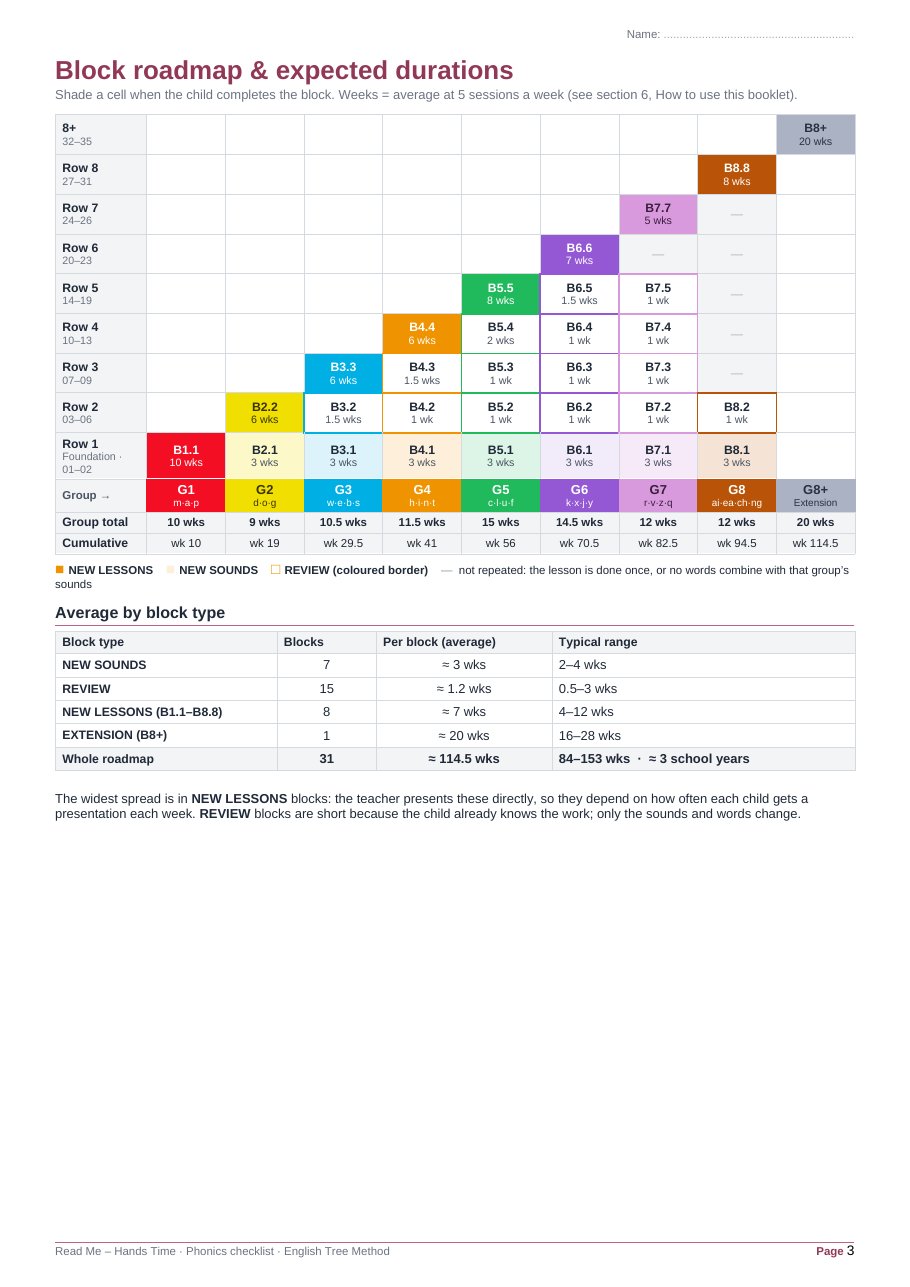 Name: ............................................................
Block roadmap & expected durations
Shade a cell when the child completes the block. Weeks = average at 5 sessions a week (see section 6, How to use this booklet).
8+ B8+
32–35 20 wks
Row 8 B8.8
27–31 8 wks
Row 7 B7.7 —
24–26 5 wks
Row 6 B6.6 — —
20–23 7 wks
Row 5 B5.5 B6.5 B7.5 —
14–19 8 wks 1.5 wks 1 wk
Row 4 B4.4 B5.4 B6.4 B7.4 —
10–13 6 wks 2 wks 1 wk 1 wk
Row 3 B3.3 B4.3 B5.3 B6.3 B7.3 —
07–09 6 wks 1.5 wks 1 wk 1 wk 1 wk
Row 2 B2.2 B3.2 B4.2 B5.2 B6.2 B7.2 B8.2
03–06 6 wks 1.5 wks 1 wk 1 wk 1 wk 1 wk 1 wk
Row 1 B1.1 B2.1 B3.1 B4.1 B5.1 B6.1 B7.1 B8.1
Foundation · 10 wks 3 wks 3 wks 3 wks 3 wks 3 wks 3 wks 3 wks
01–02
Group → G1 G2 G3 G4 G5 G6 G7 G8 G8+
m·a·p d·o·g w·e·b·s h·i·n·t c·l·u·f k·x·j·y r·v·z·q ai·ea·ch·ng Extension
Group total 10 wks 9 wks 10.5 wks 11.5 wks 15 wks 14.5 wks 12 wks 12 wks 20 wks
Cumulative wk 10 wk 19 wk 29.5 wk 41 wk 56 wk 70.5 wk 82.5 wk 94.5 wk 114.5
■ NEW LESSONS ■ NEW SOUNDS □ REVIEW (coloured border) — not repeated: the lesson is done once, or no words combine with that group's
sounds
Average by block type
Block type Blocks Per block (average) Typical range
NEW SOUNDS 7 ≈ 3 wks 2–4 wks
REVIEW 15 ≈ 1.2 wks 0.5–3 wks
NEW LESSONS (B1.1–B8.8) 8 ≈ 7 wks 4–12 wks
EXTENSION (B8+) 1 ≈ 20 wks 16–28 wks
Whole roadmap 31 ≈ 114.5 wks 84–153 wks · ≈ 3 school years
The widest spread is in NEW LESSONS blocks: the teacher presents these directly, so they depend on how often each child gets a
presentation each week. REVIEW blocks are short because the child already knows the work; only the sounds and words change.
Read Me – Hands Time · Phonics checklist · English Tree Method Page 3